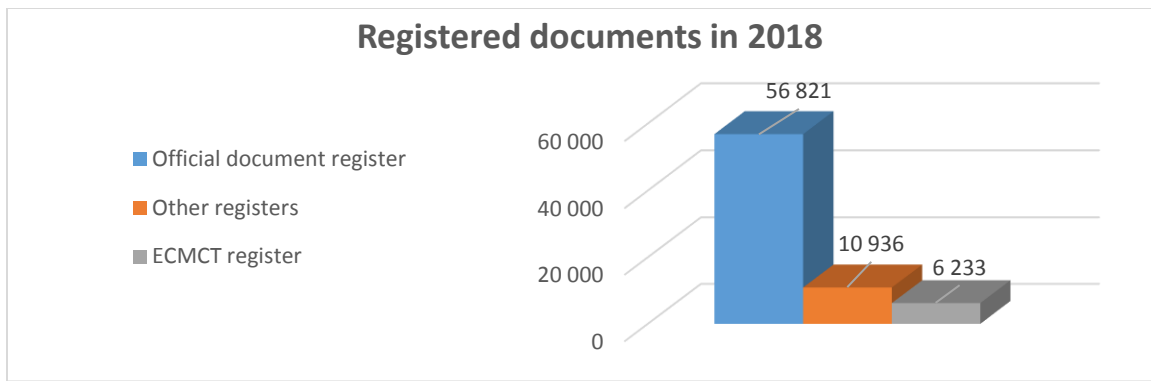 Registered documents in 2018
Official document register
Other registers
ECMCT register
60 000
40 000
20 000
0
56 821
10 936
6 233